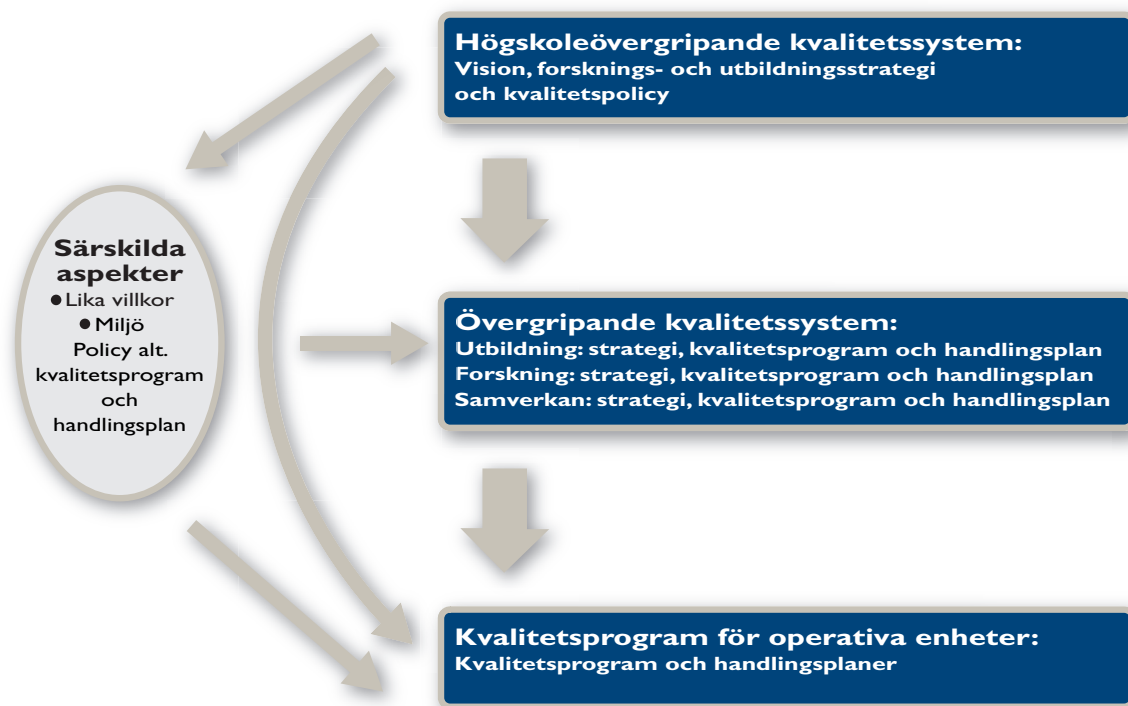 Högskoleövergripande kvalitetssystem:
Vision, forsknings- och utbildningsstrategi
och kvalitetspolicy
Särskilda
aspekter
● Lika villkor
● Miljö
Policy alt.
kvalitetsprogram
och
handlingsplan
Övergripande kvalitetssystem:
Utbildning: strategi, kvalitetsprogram och handlingsplan
Forskning: strategi, kvalitetsprogram och handlingsplan
Samverkan: strategi, kvalitetsprogram och handlingsplan
Kvalitetsprogram för operativa enheter:
Kvalitetsprogram och handlingsplaner